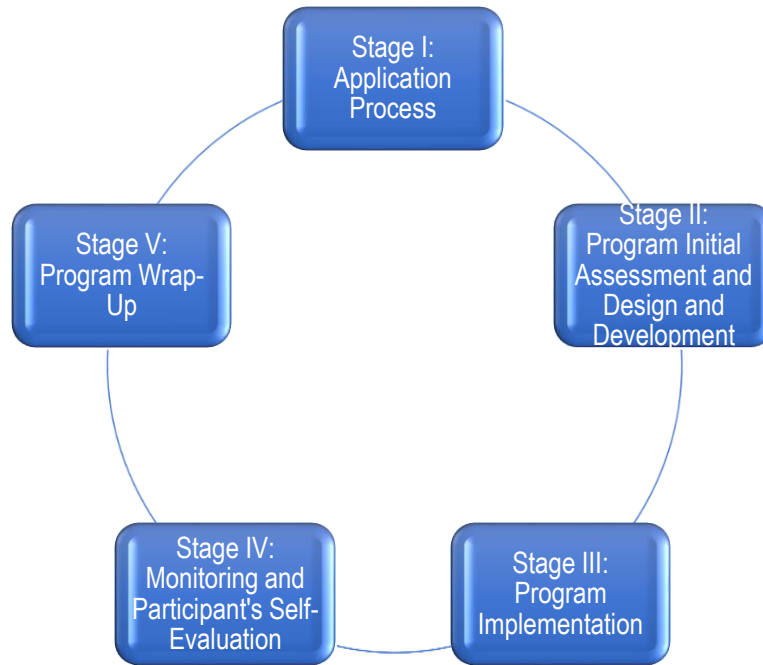 Stage I:
Application
Process
Stage II:
Program Initial
Assessment and
Design and
Development
Stage III:
Program
Implementation
Stage IV:
Monitoring and
Participant's Self-
Evaluation
Stage V:
Program Wrap-
Up